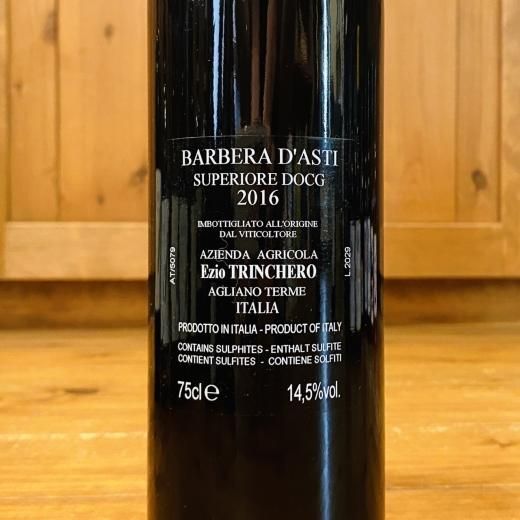 BARBERA D'ASTI
SUPERIORE DOCG
2016
IMBOTTIGLIATO ALL'ORIGINE
DAL VITICOLTORE
AZIENDA AGRICOLA
Ezio TRINCHERO
AGLIANO TERME
ITALIA
PRODOTTO IN ITALIA - PRODUCT OF ITALY
CONTAINS SULPHITES - ENTHALT SULFITE
CONTIENT SULFITES - CONTIENE SOLFITI
75cl ℮ 14,5%vol.
AT/5079
L.2029